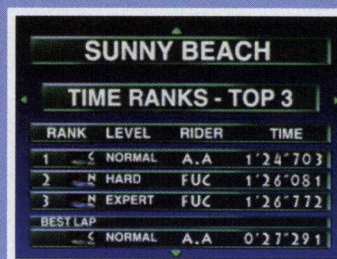 SUNNY BEACH
TIME RANKS - TOP 3
RANK LEVEL RIDER TIME
1 NORMAL A.A 1'24"703
2 HARD FUC 1'26"081
3 EXPERT FUC 1'26"772
BEST LAP
NORMAL A.A 0'27"291